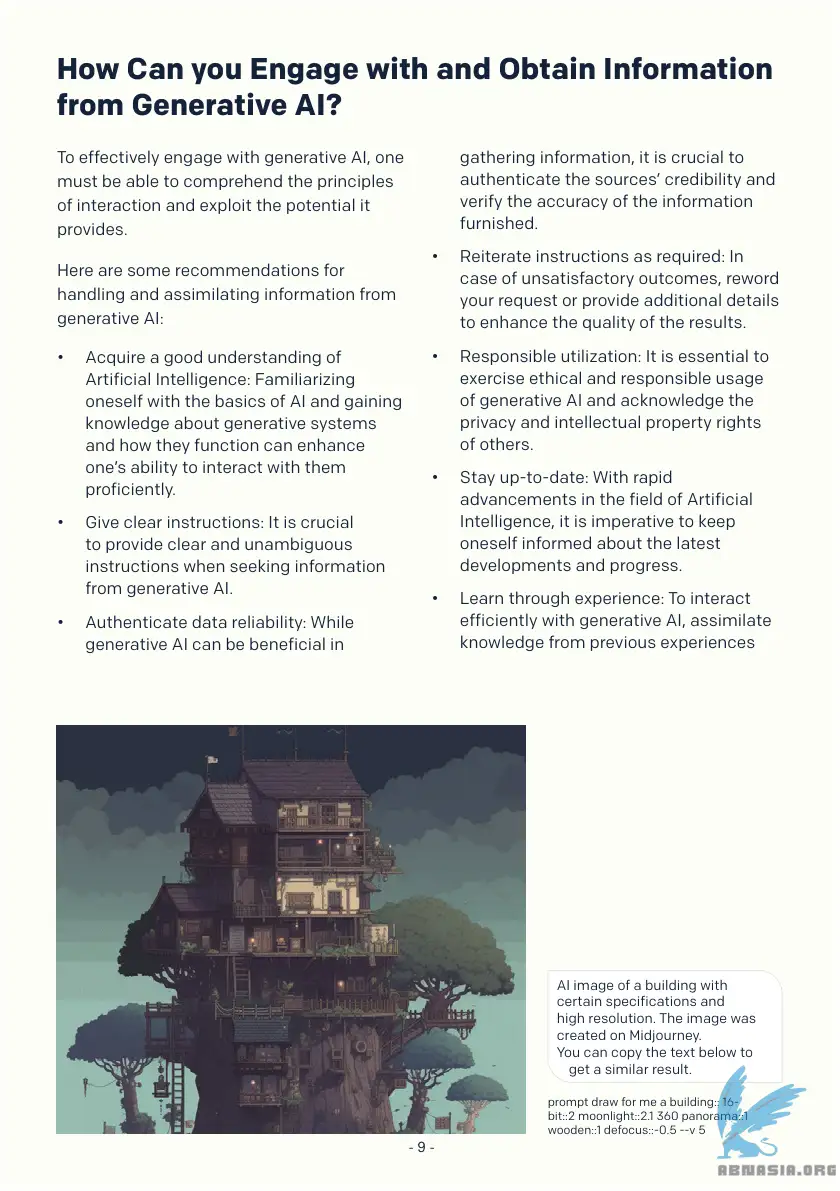 How Can you Engage with and Obtain Information
from Generative AI?
To effectively engage with generative AI, one
must be able to comprehend the principles
of interaction and exploit the potential it
provides.
Here are some recommendations for
handling and assimilating information from
generative AI:
• Acquire a good understanding of
Artificial Intelligence: Familiarizing
oneself with the basics of AI and gaining
knowledge about generative systems
and how they function can enhance
one's ability to interact with them
proficiently.
• Give clear instructions: It is crucial
to provide clear and unambiguous
instructions when seeking information
from generative AI.
• Authenticate data reliability: While
generative AI can be beneficial in
gathering information, it is crucial to
authenticate the sources' credibility and
verify the accuracy of the information
furnished.
• Reiterate instructions as required: In
case of unsatisfactory outcomes, reword
your request or provide additional details
to enhance the quality of the results.
• Responsible utilization: It is essential to
exercise ethical and responsible usage
of generative AI and acknowledge the
privacy and intellectual property rights
of others.
• Stay up-to-date: With rapid
advancements in the field of Artificial
Intelligence, it is imperative to keep
oneself informed about the latest
developments and progress.
• Learn through experience: To interact
efficiently with generative AI, assimilate
knowledge from previous experiences
AI image of a building with
certain specifications and
high resolution. The image was
created on Midjourney.
You can copy the text below to
get a similar result.
prompt draw for me a building:: 16-
bit::2 moonlight::2.1 360 panorama::1
wooden::1 defocus::-0.5 --v 5
- 9 -
ABNASIA.ORG